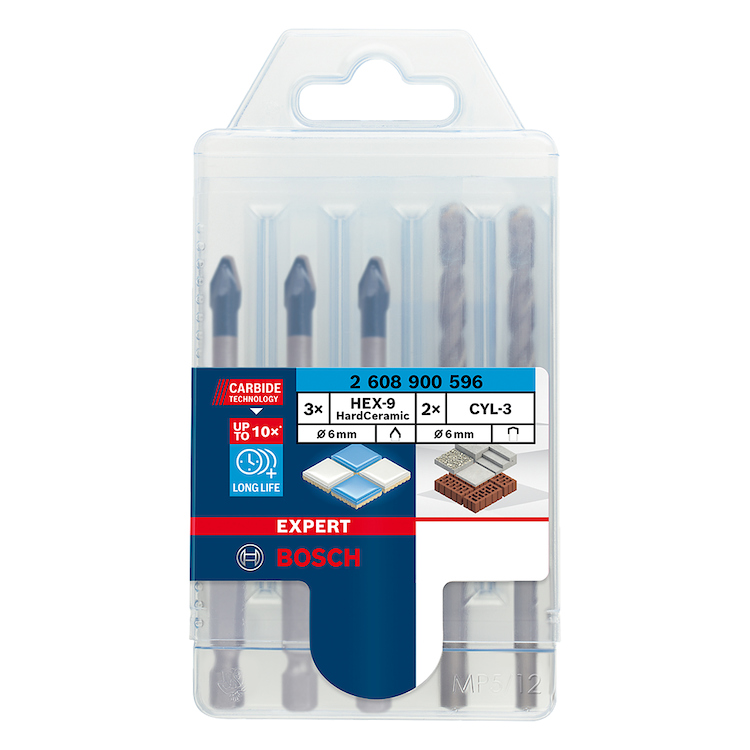 CARBIDE
TECHNOLOGY
UP TO 10x*
LONG LIFE
2 608 900 596
3× HEX-9 HardCeramic 2× CYL-3
Ø 6 mm Ø 6 mm
EXPERT
BOSCH